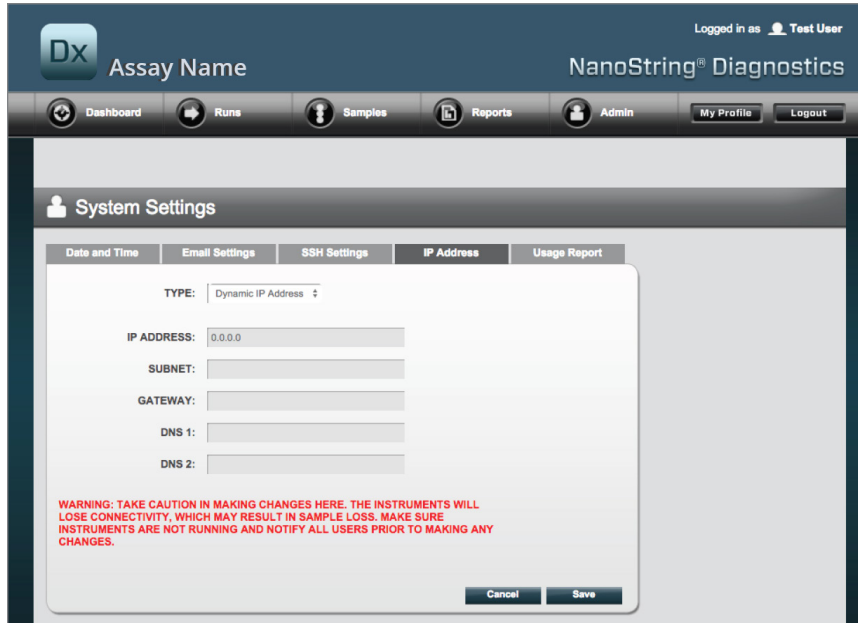 Logged in as Test User
Dx Assay Name
NanoString® Diagnostics
Dashboard Runs Samples Reports Admin My Profile Logout
System Settings
Date and Time Email Settings SSH Settings IP Address Usage Report
TYPE: Dynamic IP Address
IP ADDRESS: 0.0.0.0
SUBNET:
GATEWAY:
DNS 1:
DNS 2:
WARNING: TAKE CAUTION IN MAKING CHANGES HERE. THE INSTRUMENTS WILL
LOSE CONNECTIVITY, WHICH MAY RESULT IN SAMPLE LOSS. MAKE SURE
INSTRUMENTS ARE NOT RUNNING AND NOTIFY ALL USERS PRIOR TO MAKING ANY
CHANGES.
Cancel Save